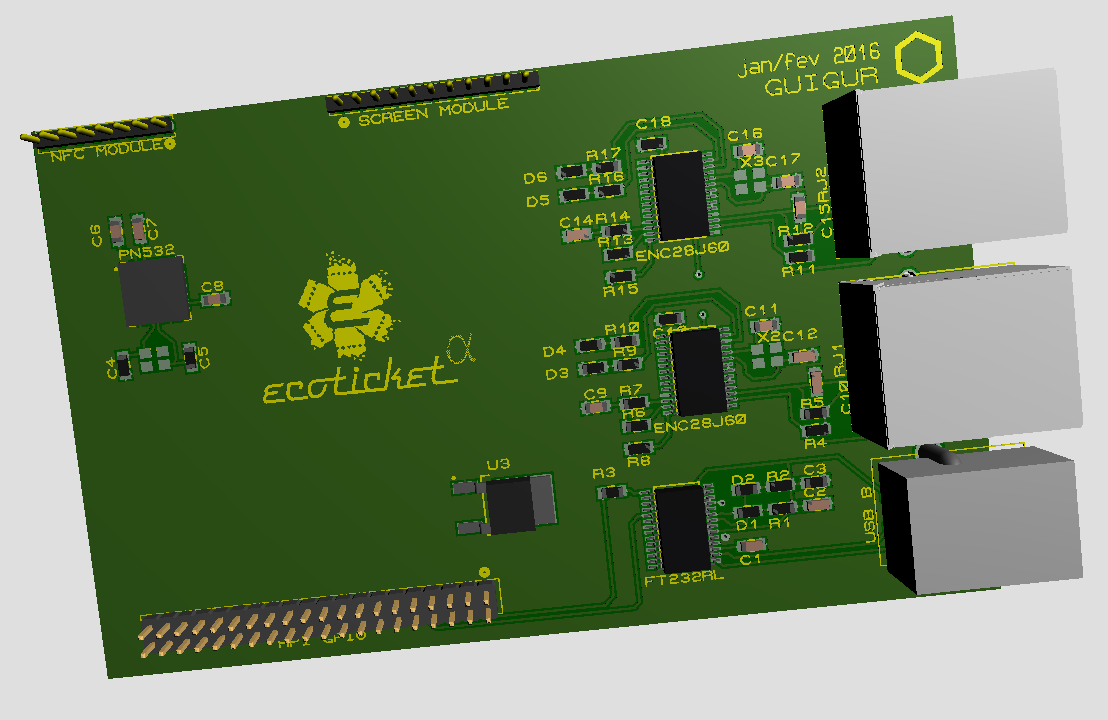 jan/fev 2016
GUIGUR
SCREEN MODULE
NFC MODULE
C18
C16
R17
X3
C17
D6
R16
D5
C15
RJ2
C14
R14
R12
R13
ENC28J60
R11
R15
C6
C7
PN532
C8
C4
C5
ecoticket α
C11
R10
X2
C12
D4
R9
D3
C10
RJ1
C9
R7
R5
R6
ENC28J60
R4
R8
U3
R3
D2
R2
C3
C2
D1
R1
USB B
C1
FT232RL
RPI GPIO